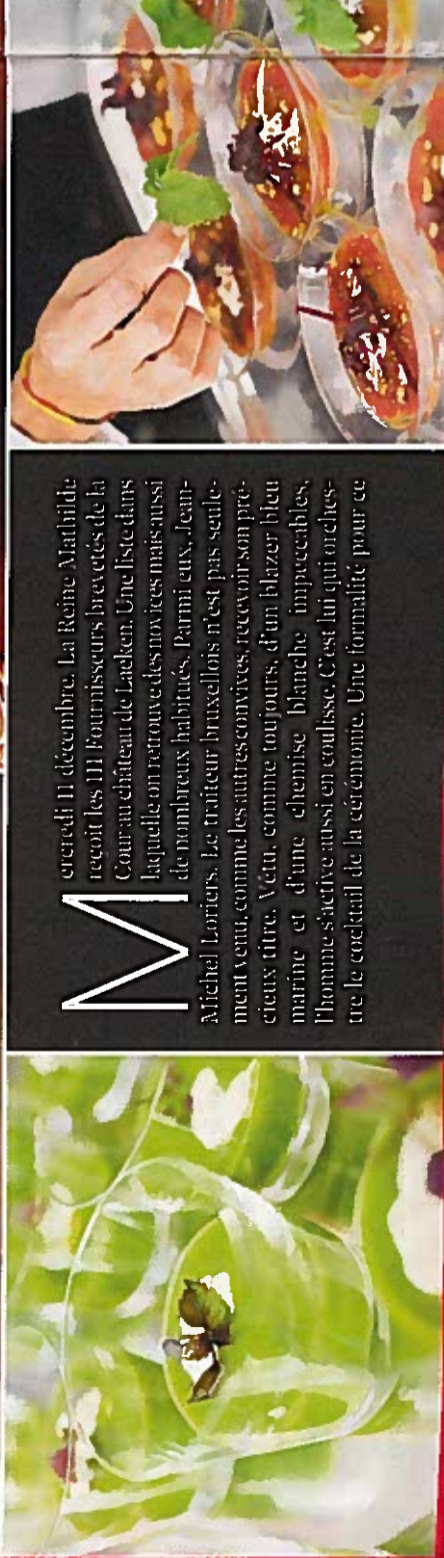 Mercredi 11 décembre. La Reine Mathilde
reçoit les 111 Fournisseurs brevetés de la
Cour au château de Laeken. Une liste dans
laquelle on retrouve des novices mais aussi
de nombreux habitués. Parmi eux, Jean-
Michel Loriers. Le traiteur bruxellois n'est pas seule-
ment venu, comme les autres convives, recevoir son pré-
cieux titre. Vêtu, comme toujours, d'un blazer bleu
marine et d'une chemise blanche impeccables,
l'homme s'active aussi en coulisse. C'est lui qui orches-
tre le cocktail de la cérémonie. Une formalité pour ce